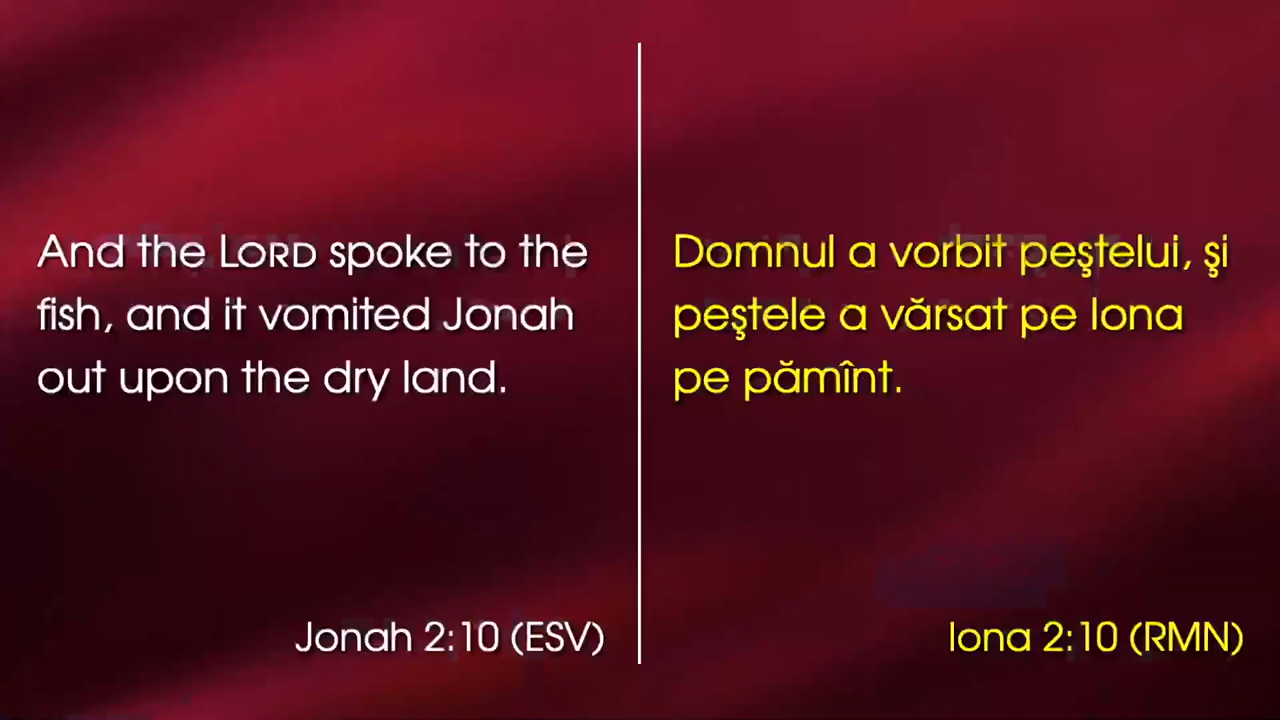 And the LORD spoke to the
fish, and it vomited Jonah
out upon the dry land.
Jonah 2:10 (ESV)
Domnul a vorbit peştelui, şi
peştele a vărsat pe Iona
pe pămînt.
Iona 2:10 (RMN)